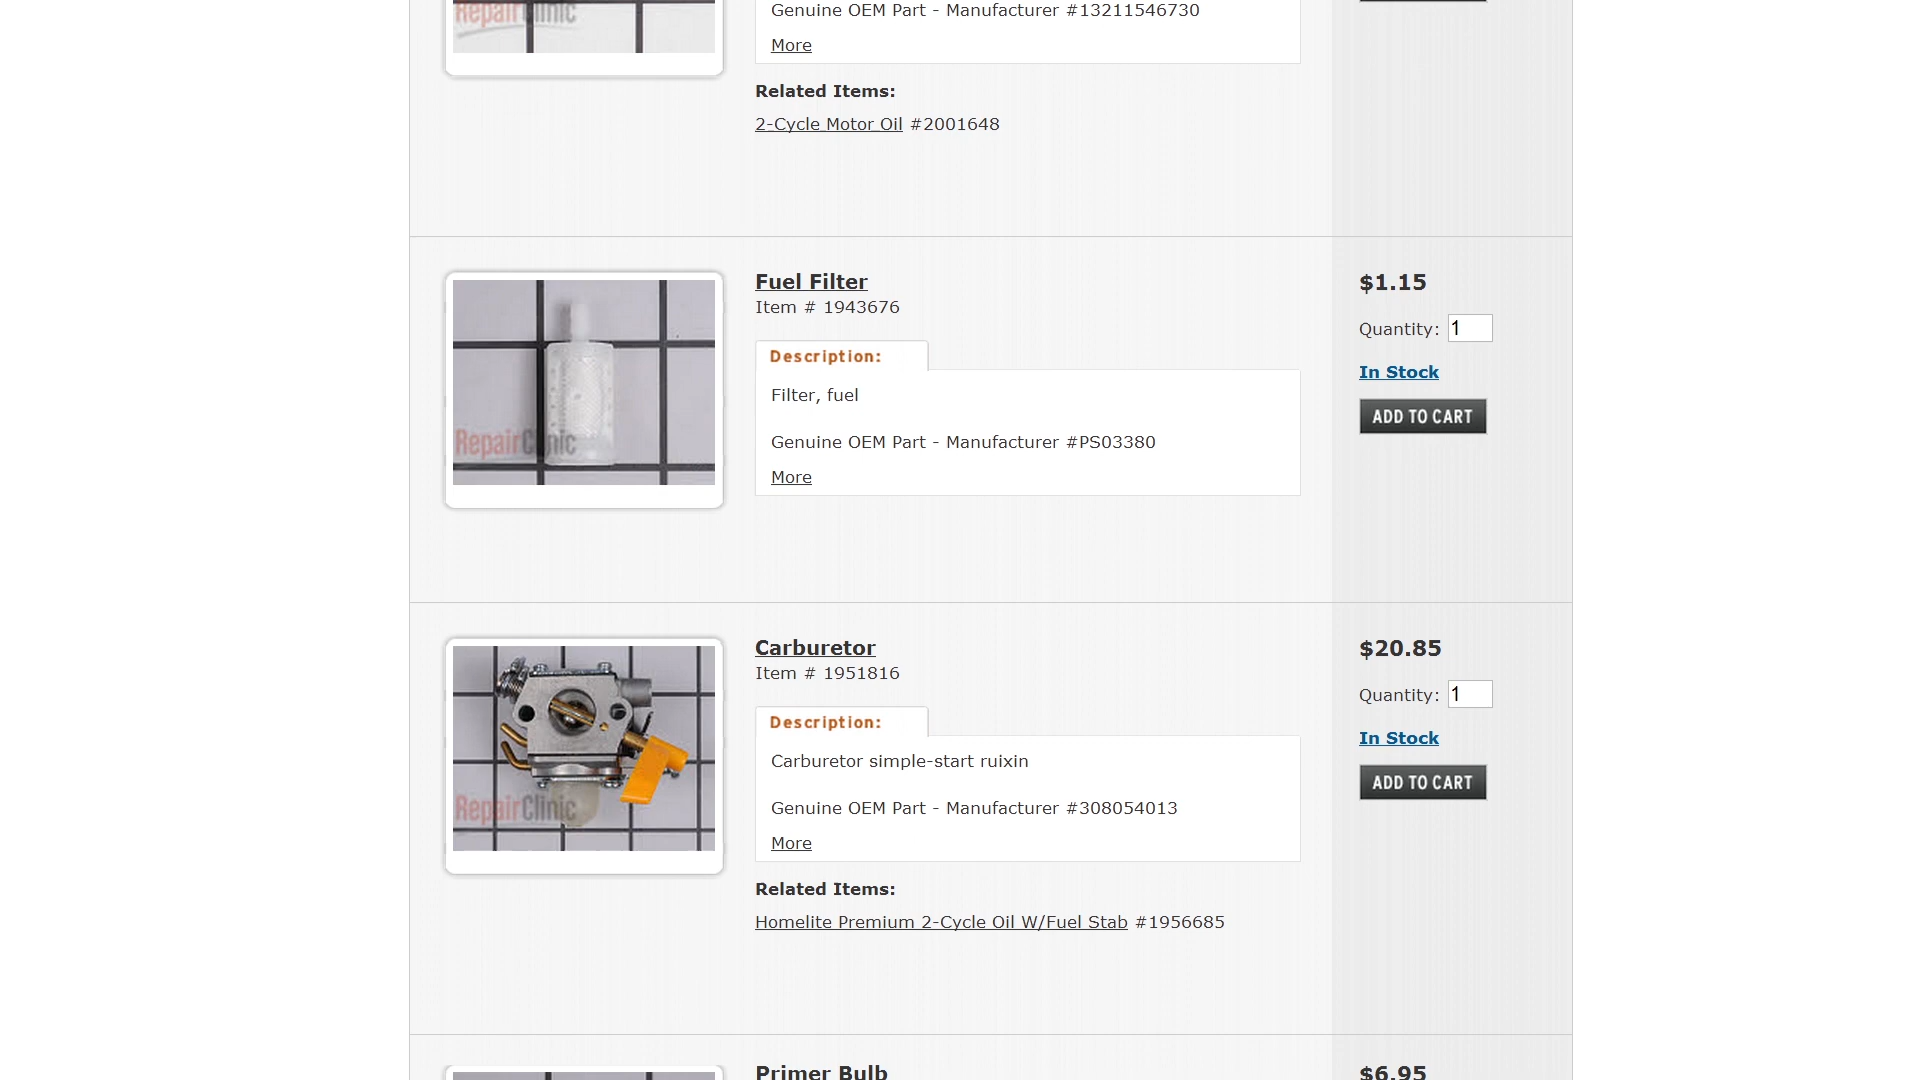 RepairClinic
Genuine OEM Part - Manufacturer #13211546730
More
Related Items:
2-Cycle Motor Oil #2001648
Fuel Filter
Item # 1943676
Description:
Filter, fuel
Genuine OEM Part - Manufacturer #PS03380
More
RepairClinic
$1.15
Quantity: 1
In Stock
ADD TO CART
Carburetor
Item # 1951816
Description:
Carburetor simple-start ruixin
Genuine OEM Part - Manufacturer #308054013
More
RepairClinic
Related Items:
Homelite Premium 2-Cycle Oil W/Fuel Stab #1956685
$20.85
Quantity: 1
In Stock
ADD TO CART
Primer Bulb
$6.95